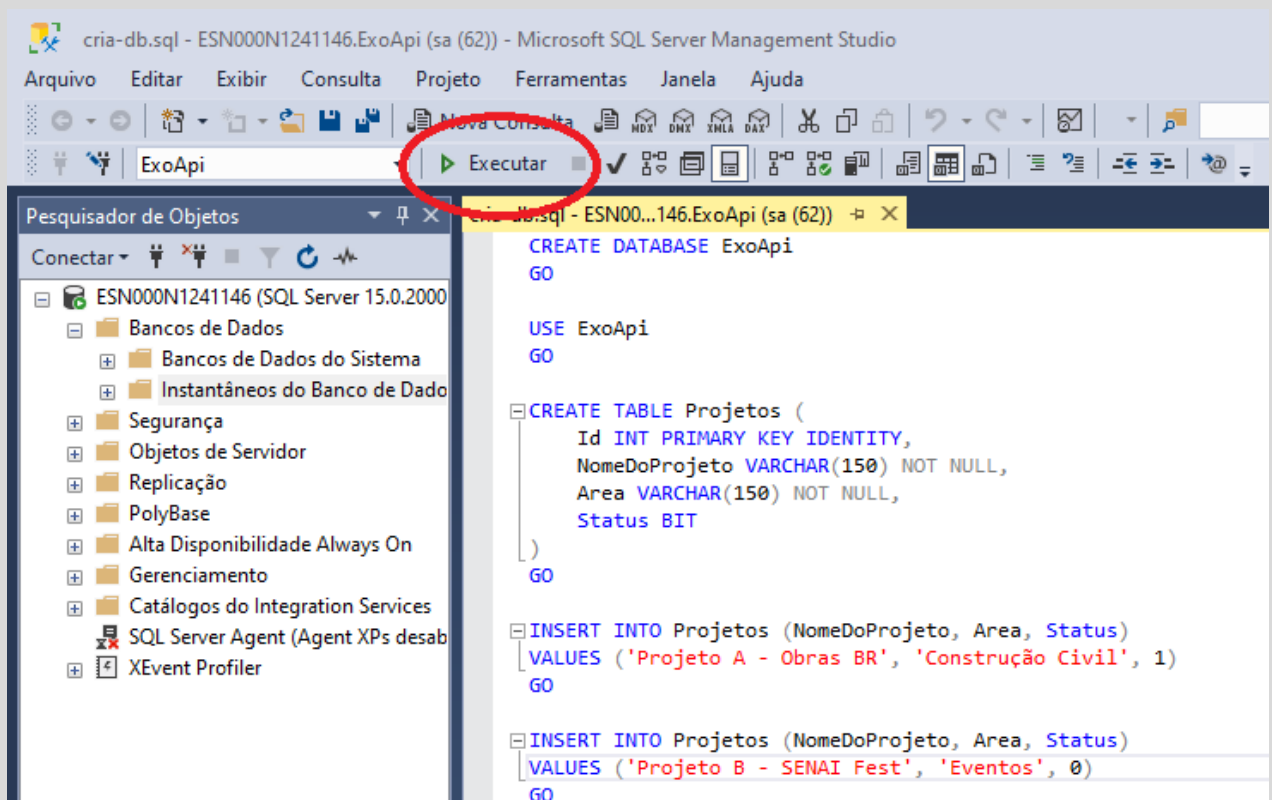 cria-db.sql - ESN000N1241146.ExoApi (sa (62)) - Microsoft SQL Server Management Studio
Arquivo Editar Exibir Consulta Projeto Ferramentas Janela Ajuda
Nova Consulta MDX DMX XMLA DAX
ExoApi Executar
Pesquisador de Objetos
Conectar
ESN000N1241146 (SQL Server 15.0.2000
Bancos de Dados
Bancos de Dados do Sistema
Instantâneos do Banco de Dado
Segurança
Objetos de Servidor
Replicação
PolyBase
Alta Disponibilidade Always On
Gerenciamento
Catálogos do Integration Services
SQL Server Agent (Agent XPs desab
XEvent Profiler
cria-db.sql - ESN00...146.ExoApi (sa (62))
CREATE DATABASE ExoApi
GO
USE ExoApi
GO
CREATE TABLE Projetos (
Id INT PRIMARY KEY IDENTITY,
NomeDoProjeto VARCHAR(150) NOT NULL,
Area VARCHAR(150) NOT NULL,
Status BIT
)
GO
INSERT INTO Projetos (NomeDoProjeto, Area, Status)
VALUES ('Projeto A - Obras BR', 'Construção Civil', 1)
GO
INSERT INTO Projetos (NomeDoProjeto, Area, Status)
VALUES ('Projeto B - SENAI Fest', 'Eventos', 0)
GO